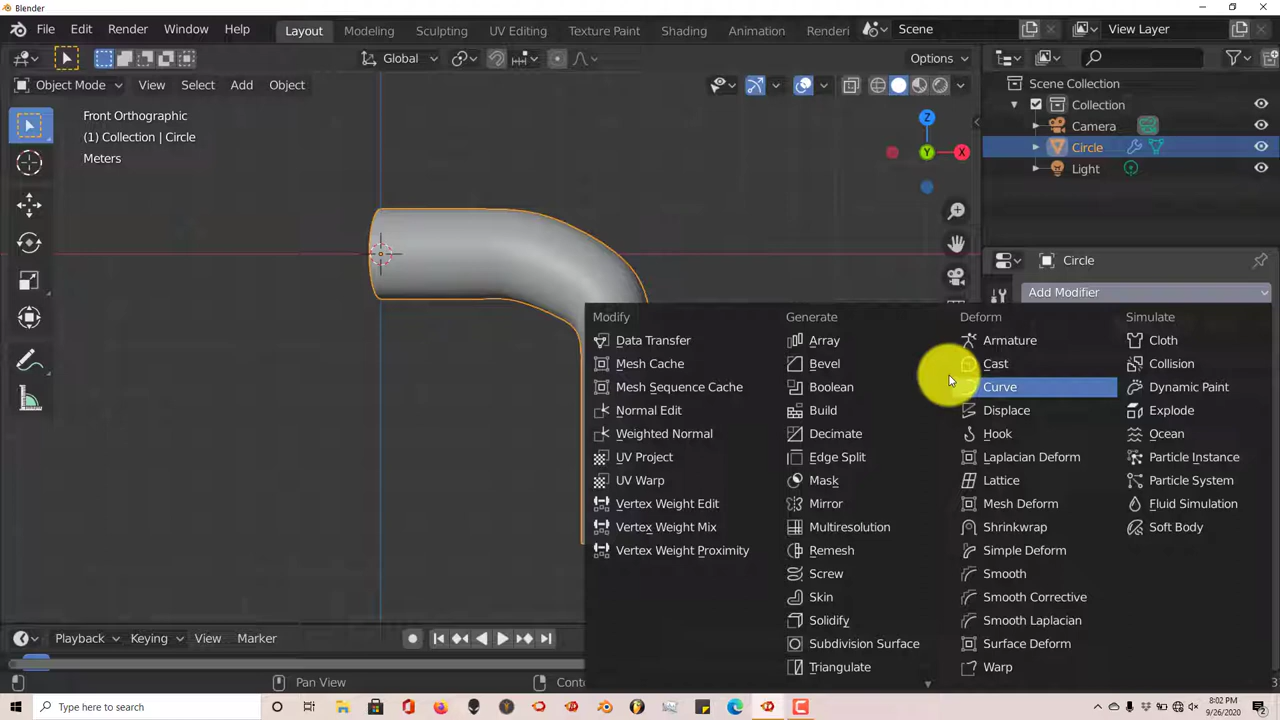 Blender
File Edit Render Window Help Layout Modeling Sculpting UV Editing Texture Paint Shading Animation Renderi Scene View Layer
Global Options
Object Mode View Select Add Object
Scene Collection
Collection
Camera
Circle
Light
Front Orthographic
(1) Collection | Circle
Meters
Z
Y
X
Circle
Add Modifier
Modify
Data Transfer
Mesh Cache
Mesh Sequence Cache
Normal Edit
Weighted Normal
UV Project
UV Warp
Vertex Weight Edit
Vertex Weight Mix
Vertex Weight Proximity
Generate
Array
Bevel
Boolean
Build
Decimate
Edge Split
Mask
Mirror
Multiresolution
Remesh
Screw
Skin
Solidify
Subdivision Surface
Triangulate
Deform
Armature
Cast
Curve
Displace
Hook
Laplacian Deform
Lattice
Mesh Deform
Shrinkwrap
Simple Deform
Smooth
Smooth Corrective
Smooth Laplacian
Surface Deform
Warp
Simulate
Cloth
Collision
Dynamic Paint
Explode
Ocean
Particle Instance
Particle System
Fluid Simulation
Soft Body
Playback Keying View Marker
Pan View
Type here to search
8:02 PM
9/26/2020